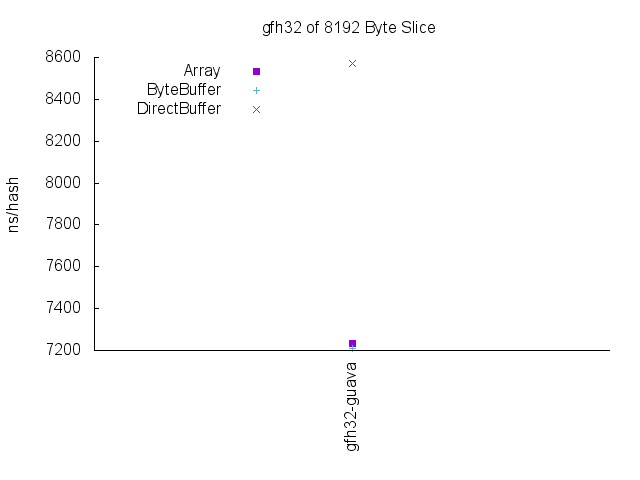 gfh32 of 8192 Byte Slice
8600
8400
8200
8000
7800
7600
7400
7200
ns/hash
Array
ByteBuffer
DirectBuffer
gfh32-guava